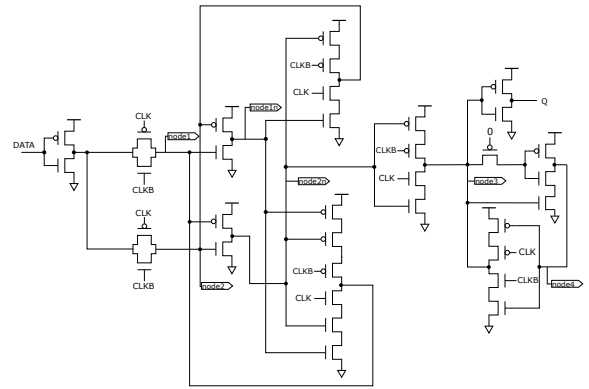 CLKB
CLK
CLK
node1
node1n
Q
0
DATA
CLKB
CLKB
CLK
node2n
node3
CLK
CLKB
CLK
CLKB
CLKB
node4
node2
CLK
CLKB